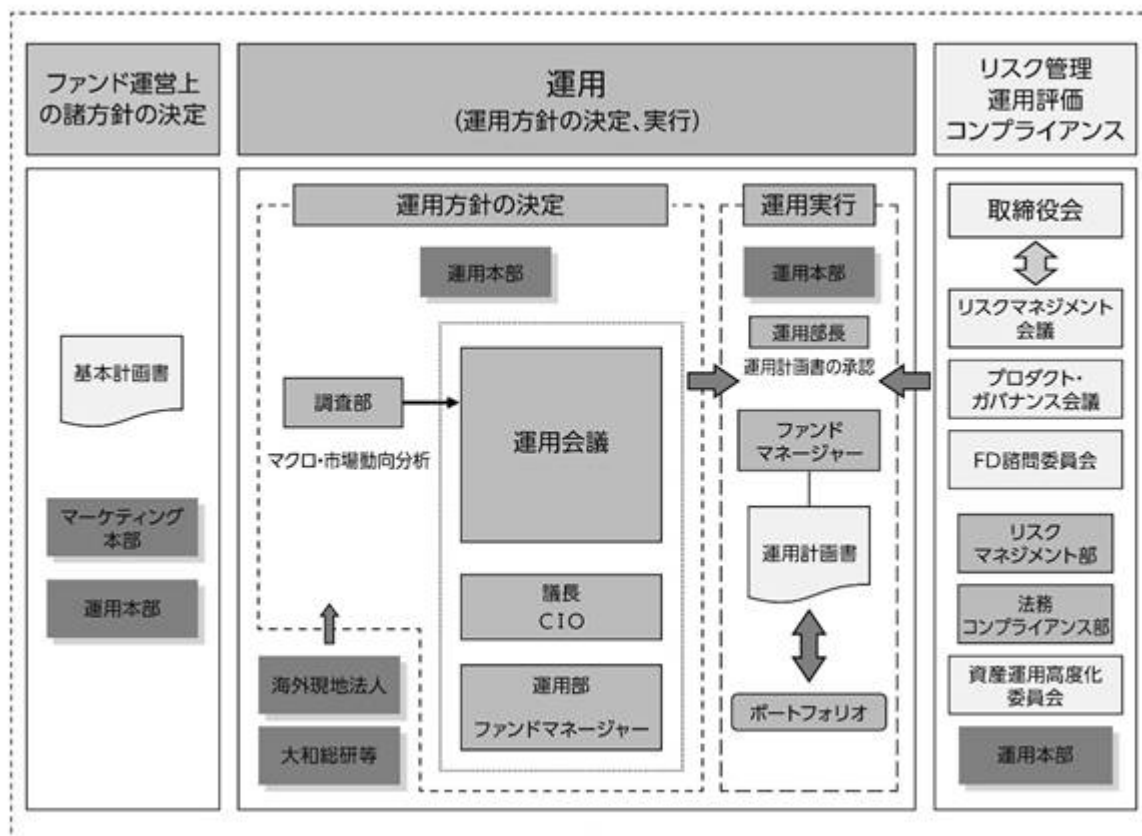 ファンド運営上
の諸方針の決定
運用
(運用方針の決定、実行)
リスク管理
運用評価
コンプライアンス
基本計画書
マーケティング
本部
運用本部
運用方針の決定
運用本部
調査部
マクロ・市場動向分析
運用会議
議長
CIO
運用部
ファンドマネージャー
海外現地法人
大和総研等
運用実行
運用本部
運用部長
運用計画書の承認
ファンド
マネージャー
運用計画書
ポートフォリオ
取締役会
リスクマネジメント
会議
プロダクト・
ガバナンス会議
FD諮問委員会
リスク
マネジメント部
法務
コンプライアンス部
資産運用高度化
委員会
運用本部